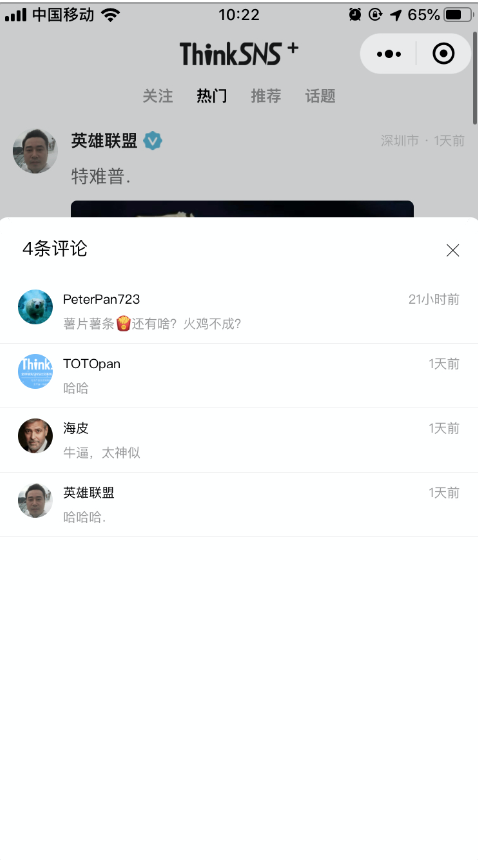 中国移动 10:22 65%
ThinkSNS+
关注 热门 推荐 话题
英雄联盟 深圳市 · 1天前
特难普.
4条评论
PeterPan723 21小时前
薯片薯条🍟还有啥？火鸡不成？
TOTOpan 1天前
哈哈
海皮 1天前
牛逼，太神似
英雄联盟 1天前
哈哈哈.